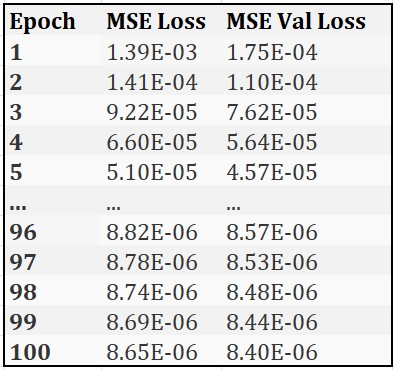 Epoch MSE Loss MSE Val Loss
1 1.39E-03 1.75E-04
2 1.41E-04 1.10E-04
3 9.22E-05 7.62E-05
4 6.60E-05 5.64E-05
5 5.10E-05 4.57E-05
... ... ...
96 8.82E-06 8.57E-06
97 8.78E-06 8.53E-06
98 8.74E-06 8.48E-06
99 8.69E-06 8.44E-06
100 8.65E-06 8.40E-06